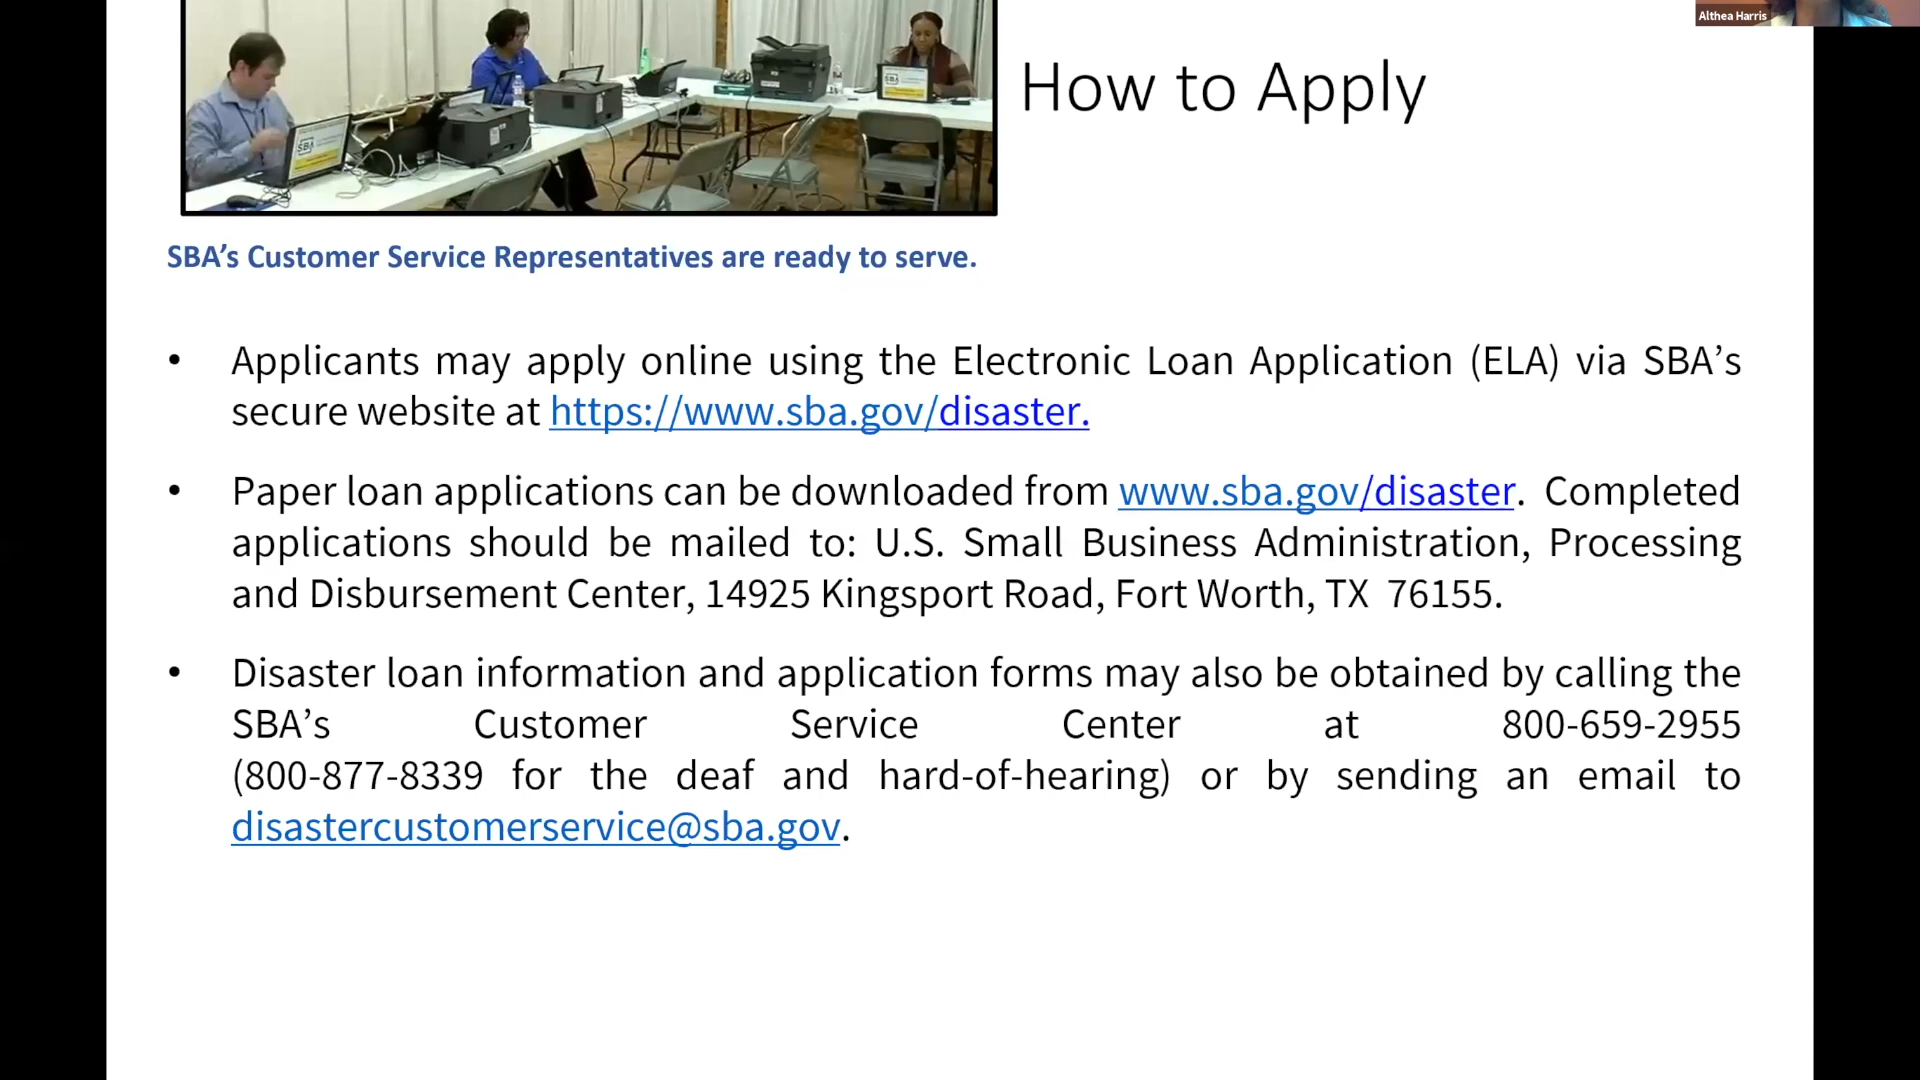 Althea Harris
How to Apply
SBA
SBA
SBA’s Customer Service Representatives are ready to serve.
• Applicants may apply online using the Electronic Loan Application (ELA) via SBA’s
secure website at https://www.sba.gov/disaster.
• Paper loan applications can be downloaded from www.sba.gov/disaster. Completed
applications should be mailed to: U.S. Small Business Administration, Processing
and Disbursement Center, 14925 Kingsport Road, Fort Worth, TX 76155.
• Disaster loan information and application forms may also be obtained by calling the
SBA’s Customer Service Center at 800-659-2955
(800-877-8339 for the deaf and hard-of-hearing) or by sending an email to
disastercustomerservice@sba.gov.